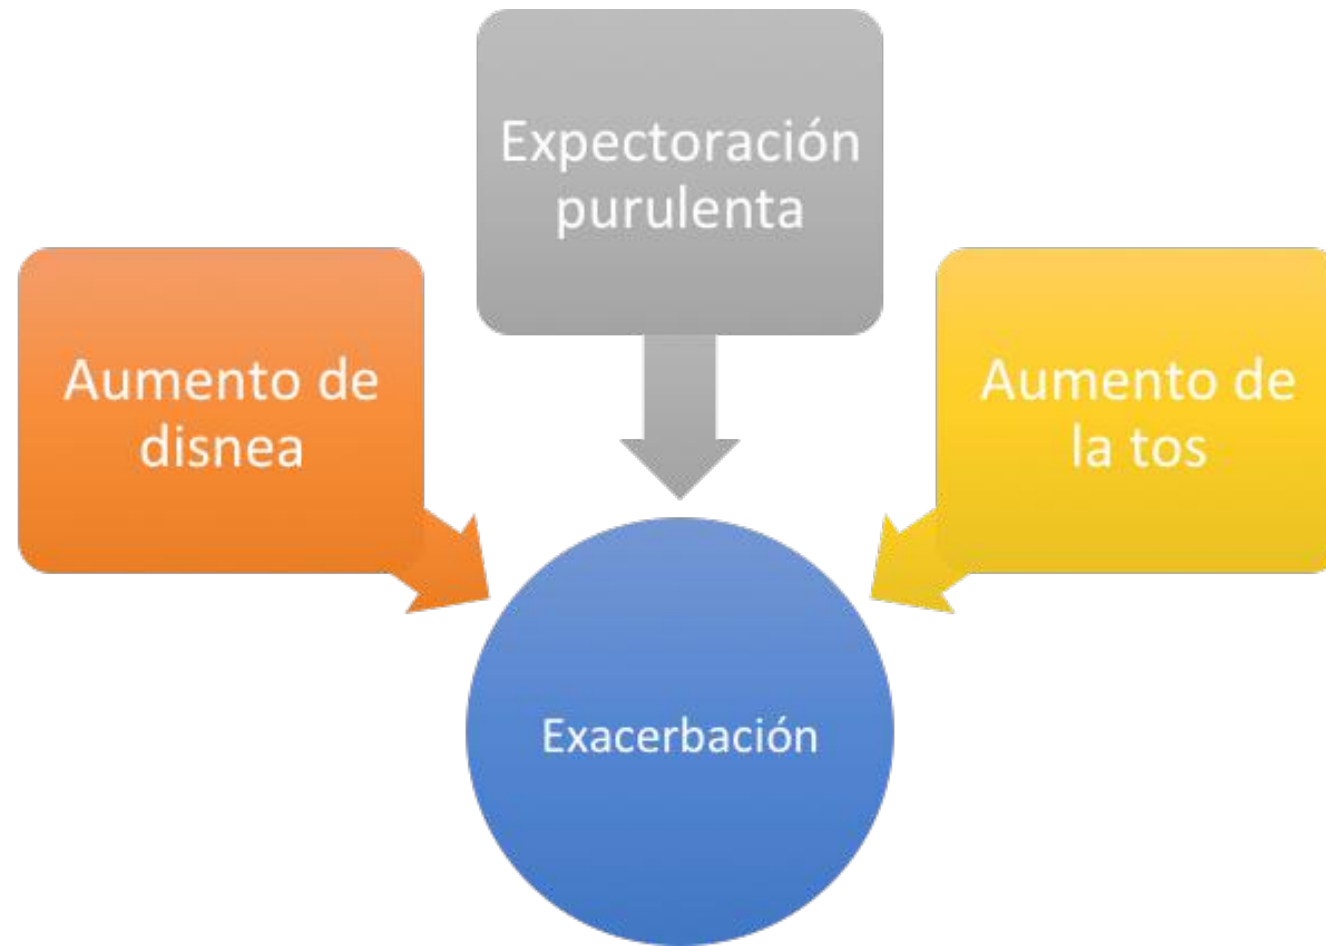 Expectoración
purulenta
Aumento de
disnea
Aumento de
la tos
Exacerbación